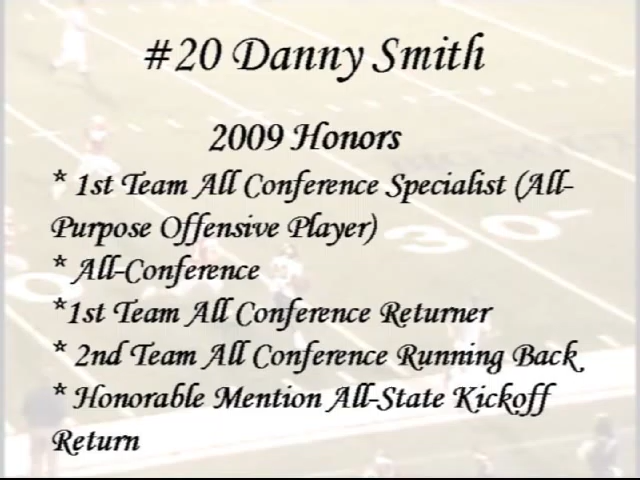 #20 Danny Smith
2009 Honors
* 1st Team All Conference Specialist (All-
Purpose Offensive Player)
* All-Conference
*1st Team All Conference Returner
* 2nd Team All Conference Running Back
* Honorable Mention All-State Kickoff
Return
30